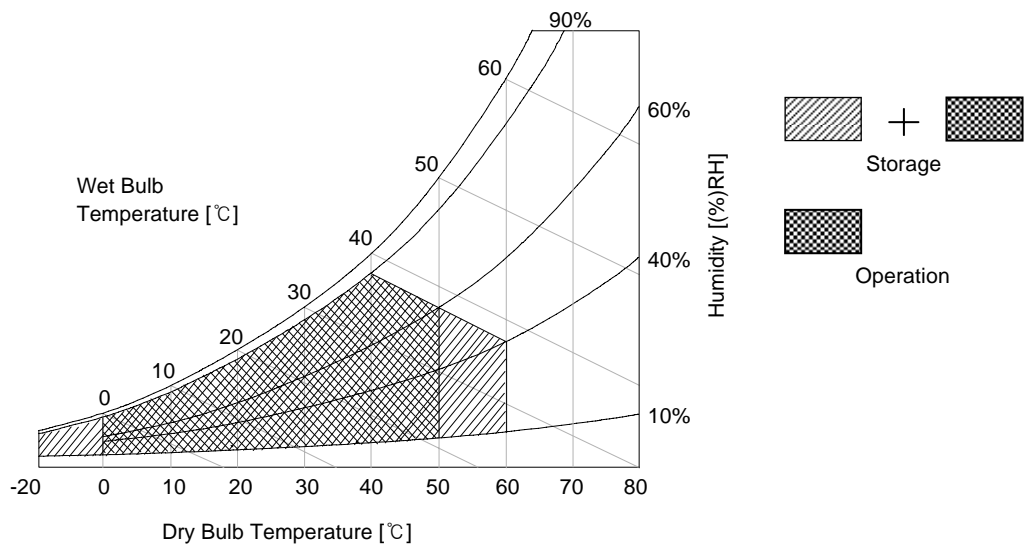 90%
60
60%
50
Wet Bulb
Temperature [℃]
Storage
40
Humidity [(%)RH]
40%
30
Operation
20
10
0
10%
-20 0 10 20 30 40 50 60 70 80
Dry Bulb Temperature [℃]